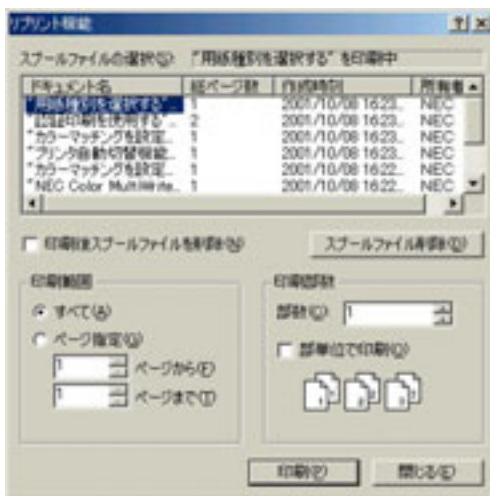 リプリント機能
スプールファイルの選択(S): "用紙種別を選択する" を印刷中
ドキュメント名 総ページ数 作成時刻 所有者
"用紙種別を選択する"... 1 2001/10/08 16:23... NEC
"認証印刷を使用する"... 2 2001/10/08 16:23... NEC
"カラーマッチングを設定... 1 2001/10/08 16:23... NEC
"プリンタ自動切替機能... 1 2001/10/08 16:22... NEC
"カラーマッチングを設定... 1 2001/10/08 16:22... NEC
"NEC Color MultiWrite... 1 2001/10/08 16:22... NEC
印刷後スプールファイルを削除(N)
スプールファイル削除(D)
印刷範囲
すべて(A)
ページ指定(G)
1 ページから(F)
1 ページまで(T)
印刷部数
部数(C): 1
部単位で印刷(O)
印刷(P)
閉じる(E)